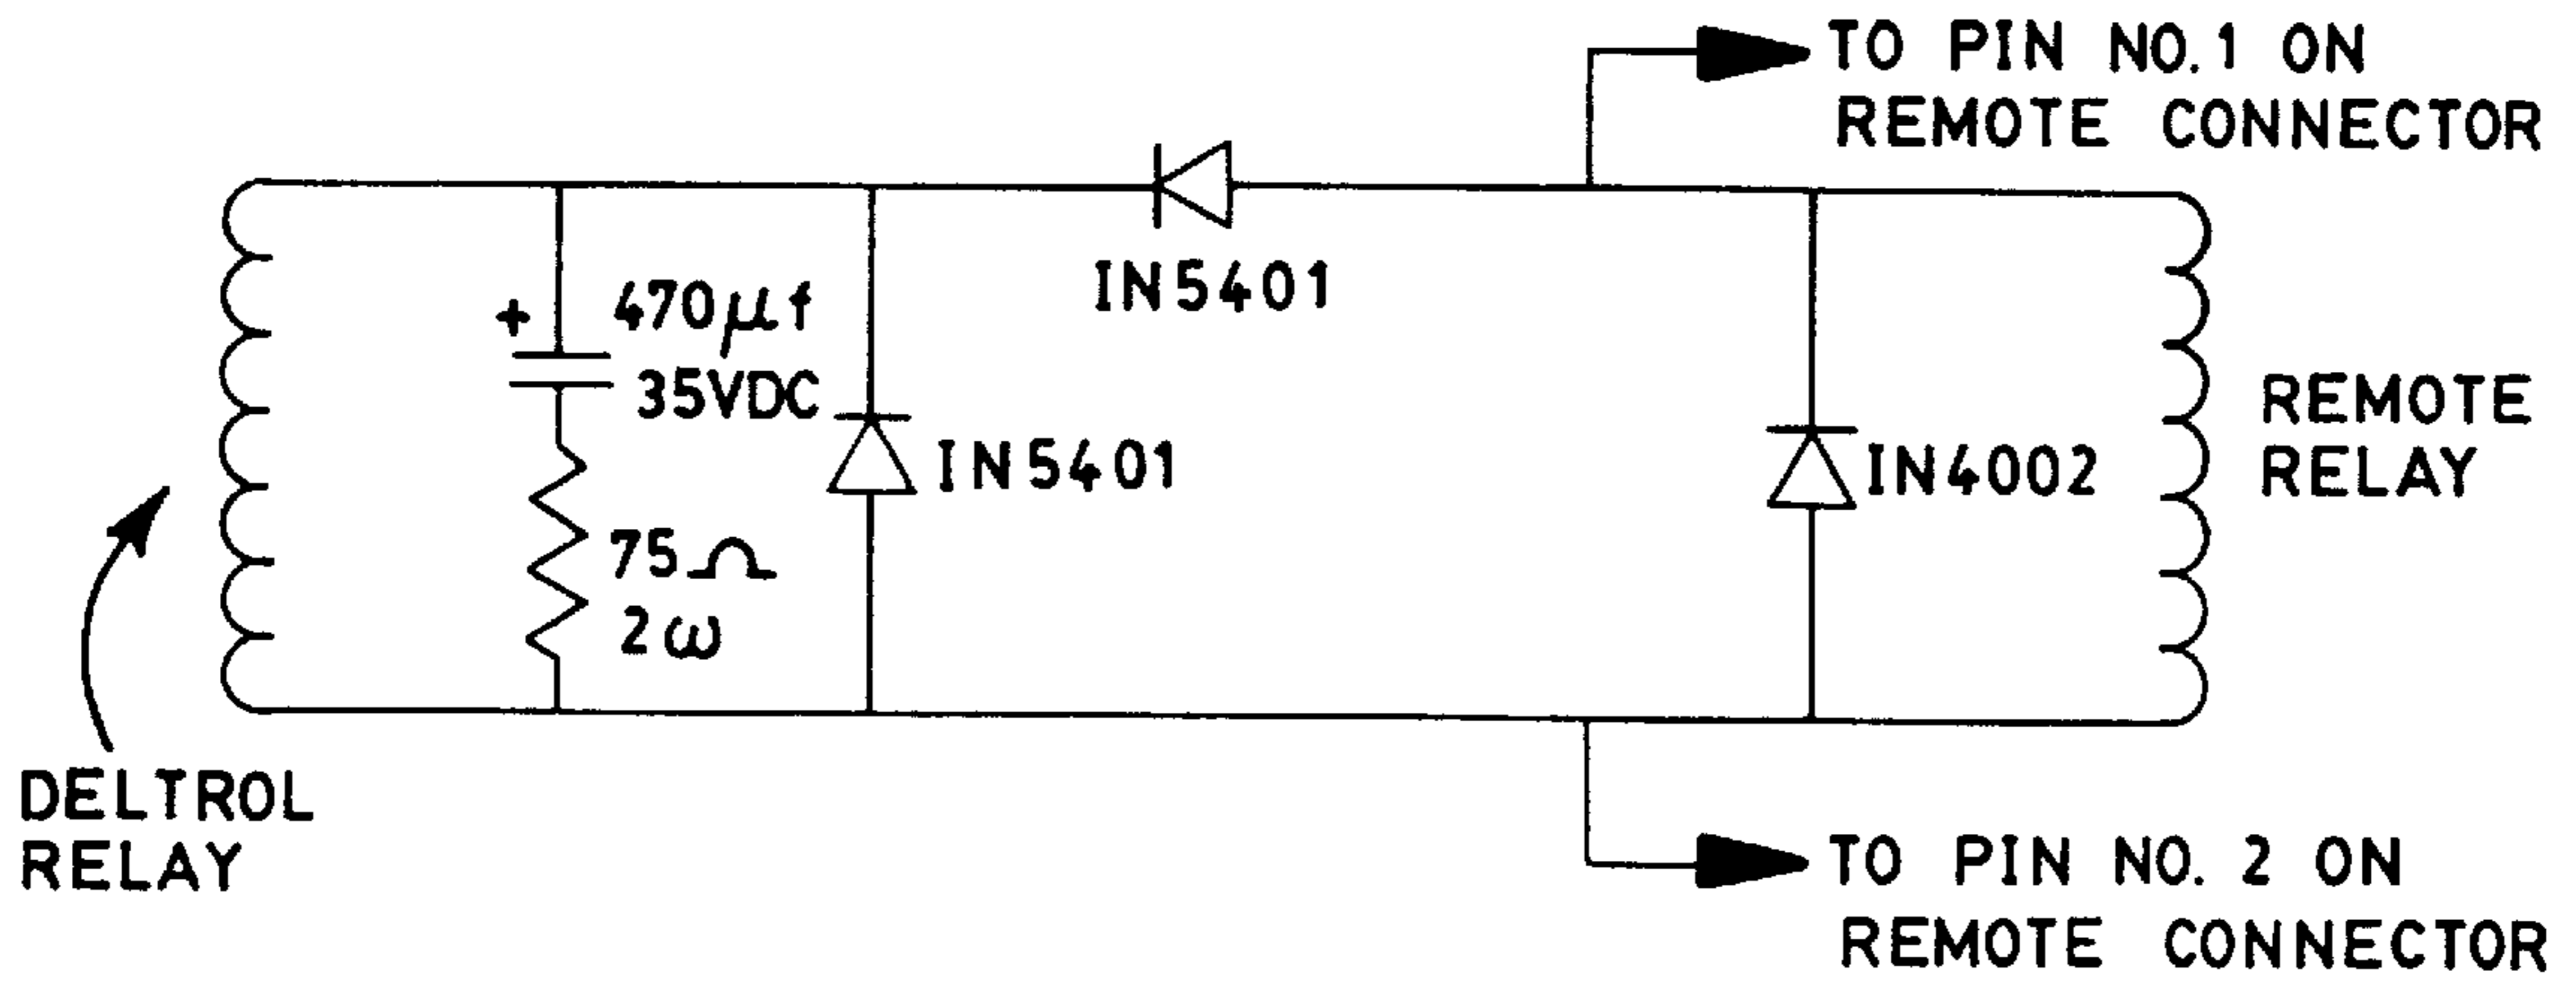 TO PIN NO. 1 ON
REMOTE CONNECTOR
IN5401
+
470μf
35VDC
IN5401
IN4002
REMOTE
RELAY
75Ω
2ω
DELTROL
RELAY
TO PIN NO. 2 ON
REMOTE CONNECTOR